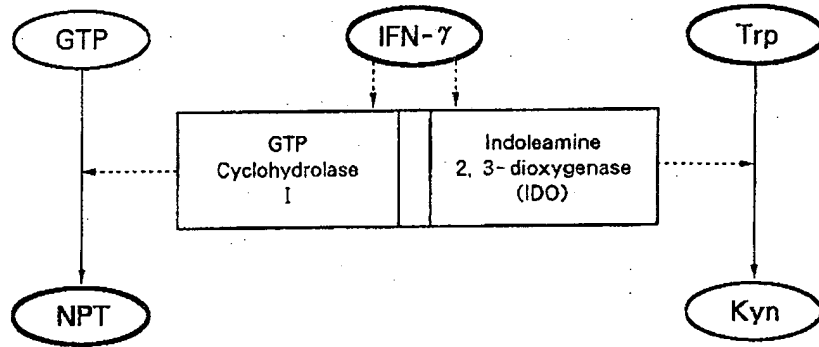 GTP
IFN-γ
Trp
GTP
Cyclohydrolase
I
Indoleamine
2, 3-dioxygenase
(IDO)
NPT
Kyn